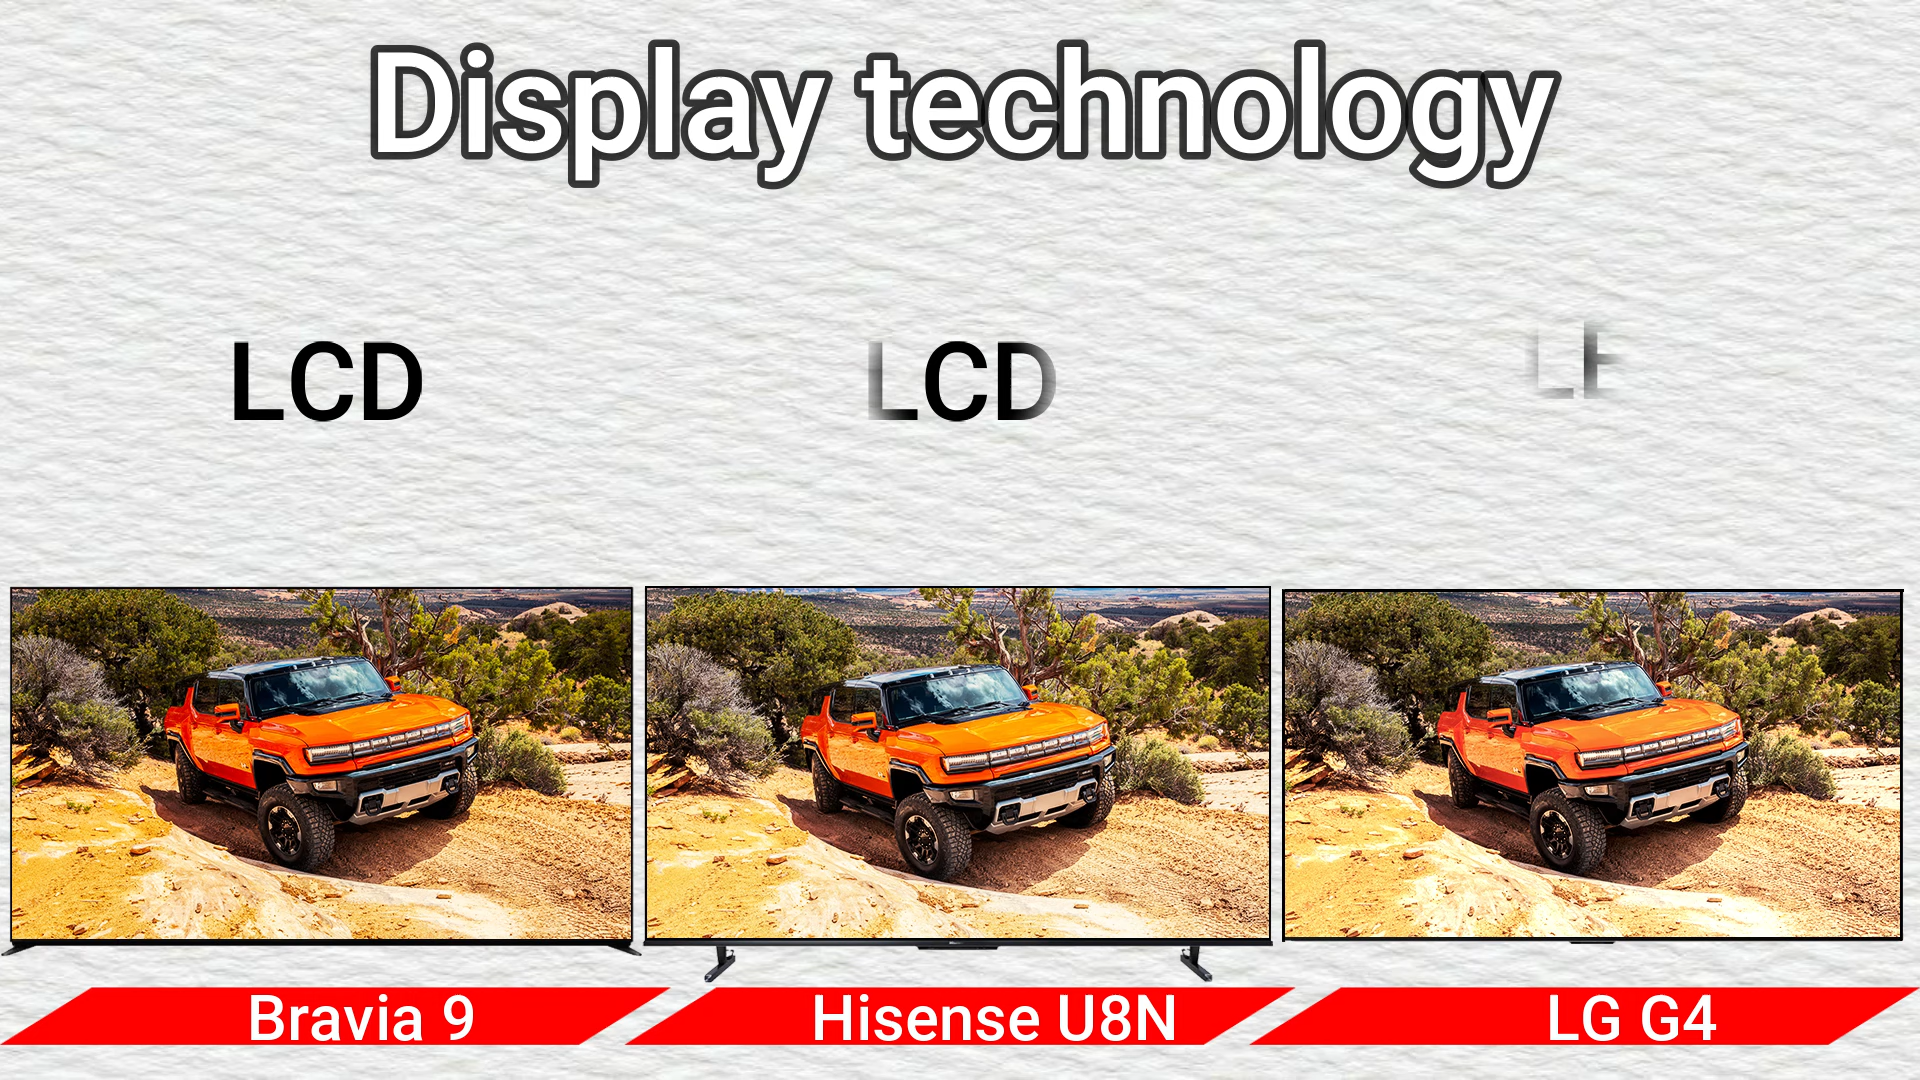 Display technology
LCD
LCD
Bravia 9
Hisense U8N
LG G4